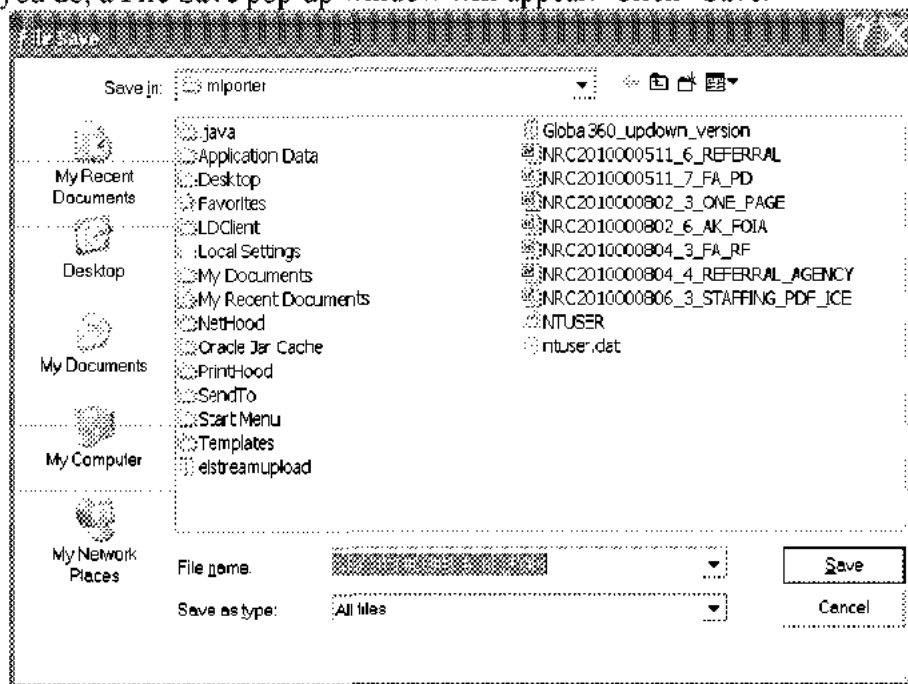 you do, a File Save pop up window will appear. Click "Save."
File Save
Save in:
mlporter
My Recent
Documents
Desktop
My Documents
My Computer
My Network
Places
.java
Application Data
Desktop
Favorites
LDClient
Local Settings
My Documents
My Recent Documents
NetHood
Oracle Jar Cache
PrintHood
SendTo
Start Menu
Templates
elstreamupload
Global360_updown_version
NRC2010000511_6_REFERRAL
NRC2010000511_7_FA_PD
NRC2010000802_3_ONE_PAGE
NRC2010000802_6_AK_FOIA
NRC2010000804_3_FA_RF
NRC2010000804_4_REFERRAL_AGENCY
NRC2010000806_3_STAFFING_PDF_ICE
NTUSER
ntuser.dat
File name:
Save
Save as type:
All files
Cancel